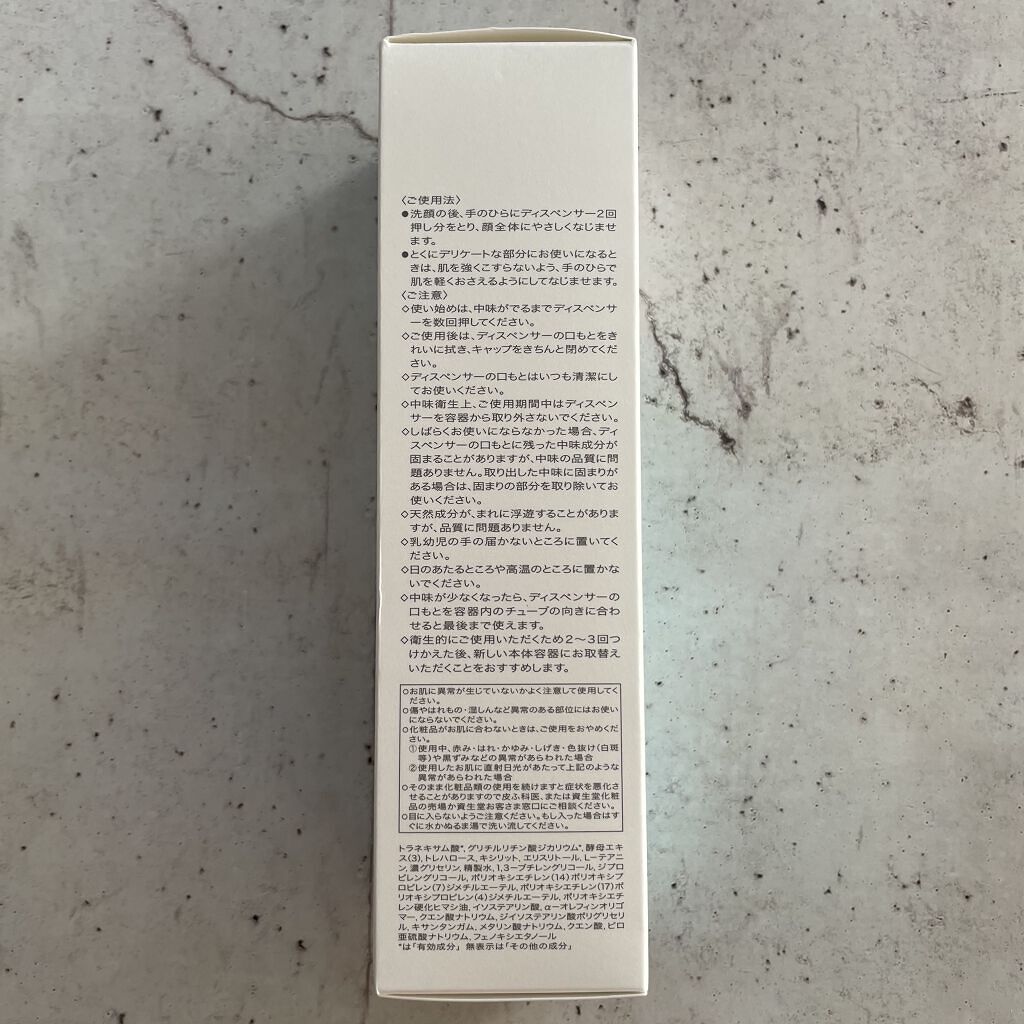 〈ご使用法〉
●洗顔の後、手のひらにディスペンサー2回
押し分をとり、顔全体にやさしくなじませ
ます。
●とくにデリケートな部分にお使いになると
きは、肌を強くこすらないよう、手のひらで
肌を軽くおさえるようにしてなじませます。
〈ご注意〉
◇使い始めは、中味がでるまでディスペンサ
ーを数回押してください。
◇ご使用後は、ディスペンサーの口もとをき
れいに拭き、キャップをきちんと閉めてくだ
さい。
◇ディスペンサーの口もとはいつも清潔にし
てお使いください。
◇中味衛生上、ご使用期間中はディスペン
サーを容器から取り外さないでください。
◇しばらくお使いにならなかった場合、ディ
スペンサーの口もとに残った中味成分が
固まることがありますが、中味の品質に問
題ありません。取り出した中味に固まりが
ある場合は、固まりの部分を取り除いてお
使いください。
◇天然成分が、まれに浮遊することがありま
すが、品質に問題ありません。
◇乳幼児の手の届かないところに置いてく
ださい。
◇日のあたるところや高温のところに置かな
いでください。
◇中味が少なくなったら、ディスペンサーの
口もとを容器内のチューブの向きに合わ
せると最後まで使えます。
◇衛生的にご使用いただくため2〜3回つ
けかえた後、新しい本体容器にお取替え
いただくことをおすすめします。
○お肌に異常が生じていないかよく注意して使用してく
ださい。
○傷やはれもの・湿しんなど異常のある部位にはお使い
にならないでください。
○化粧品がお肌に合わないときは、ご使用をおやめくだ
さい。
①使用中、赤み・はれ・かゆみ・しげき・色抜け(白斑
等)や黒ずみなどの異常があらわれた場合
②使用したお肌に直射日光があたって上記のような
異常があらわれた場合
○そのまま化粧品類の使用を続けますと症状を悪化さ
せることがありますので皮ふ科医、または資生堂化粧
品の売場か資生堂お客さま窓口にご相談ください。
○目に入らないようご注意ください。もし入った場合はす
ぐに水かぬるま湯で洗い流してください。
トラネキサム酸*, グリチルリチン酸ジカリウム*, 酵母エキ
ス(3), トレハロース, キシリット, エリスリトール, L-テアニ
ン, 濃グリセリン, 精製水, 1,3-ブチレングリコール, ジプロ
ピレングリコール, ポリオキシエチレン(14)ポリオキシプ
ロピレン(7)ジメチルエーテル, ポリオキシエチレン(17)ポ
リオキシプロピレン(4)ジメチルエーテル, ポリオキシエチ
レン硬化ヒマシ油, イソステアリン酸, α-オレフィンオリゴ
マー, クエン酸ナトリウム, ジイソステアリン酸ポリグリセリ
ル, キサンタンガム, メタリン酸ナトリウム, クエン酸, ピロ
亜硫酸ナトリウム, フェノキシエタノール
*は「有効成分」 無表示は「その他の成分」